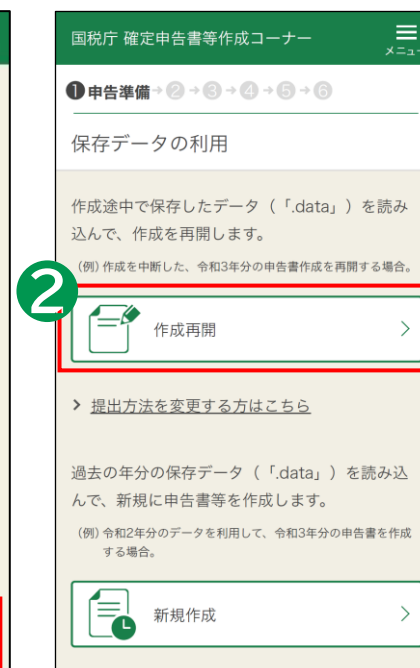 国税庁 確定申告書等作成コーナー
メニュー
❶申告準備→②→③→④→⑤→⑥
保存データの利用
作成途中で保存したデータ（「.data」）を読み
込んで、作成を再開します。
（例）作成を中断した、令和3年分の申告書作成を再開する場合。
2
作成再開
提出方法を変更する方はこちら
過去の年分の保存データ（「.data」）を読み込
んで、新規に申告書等を作成します。
（例）令和2年分のデータを利用して、令和3年分の申告書を作成
する場合。
新規作成